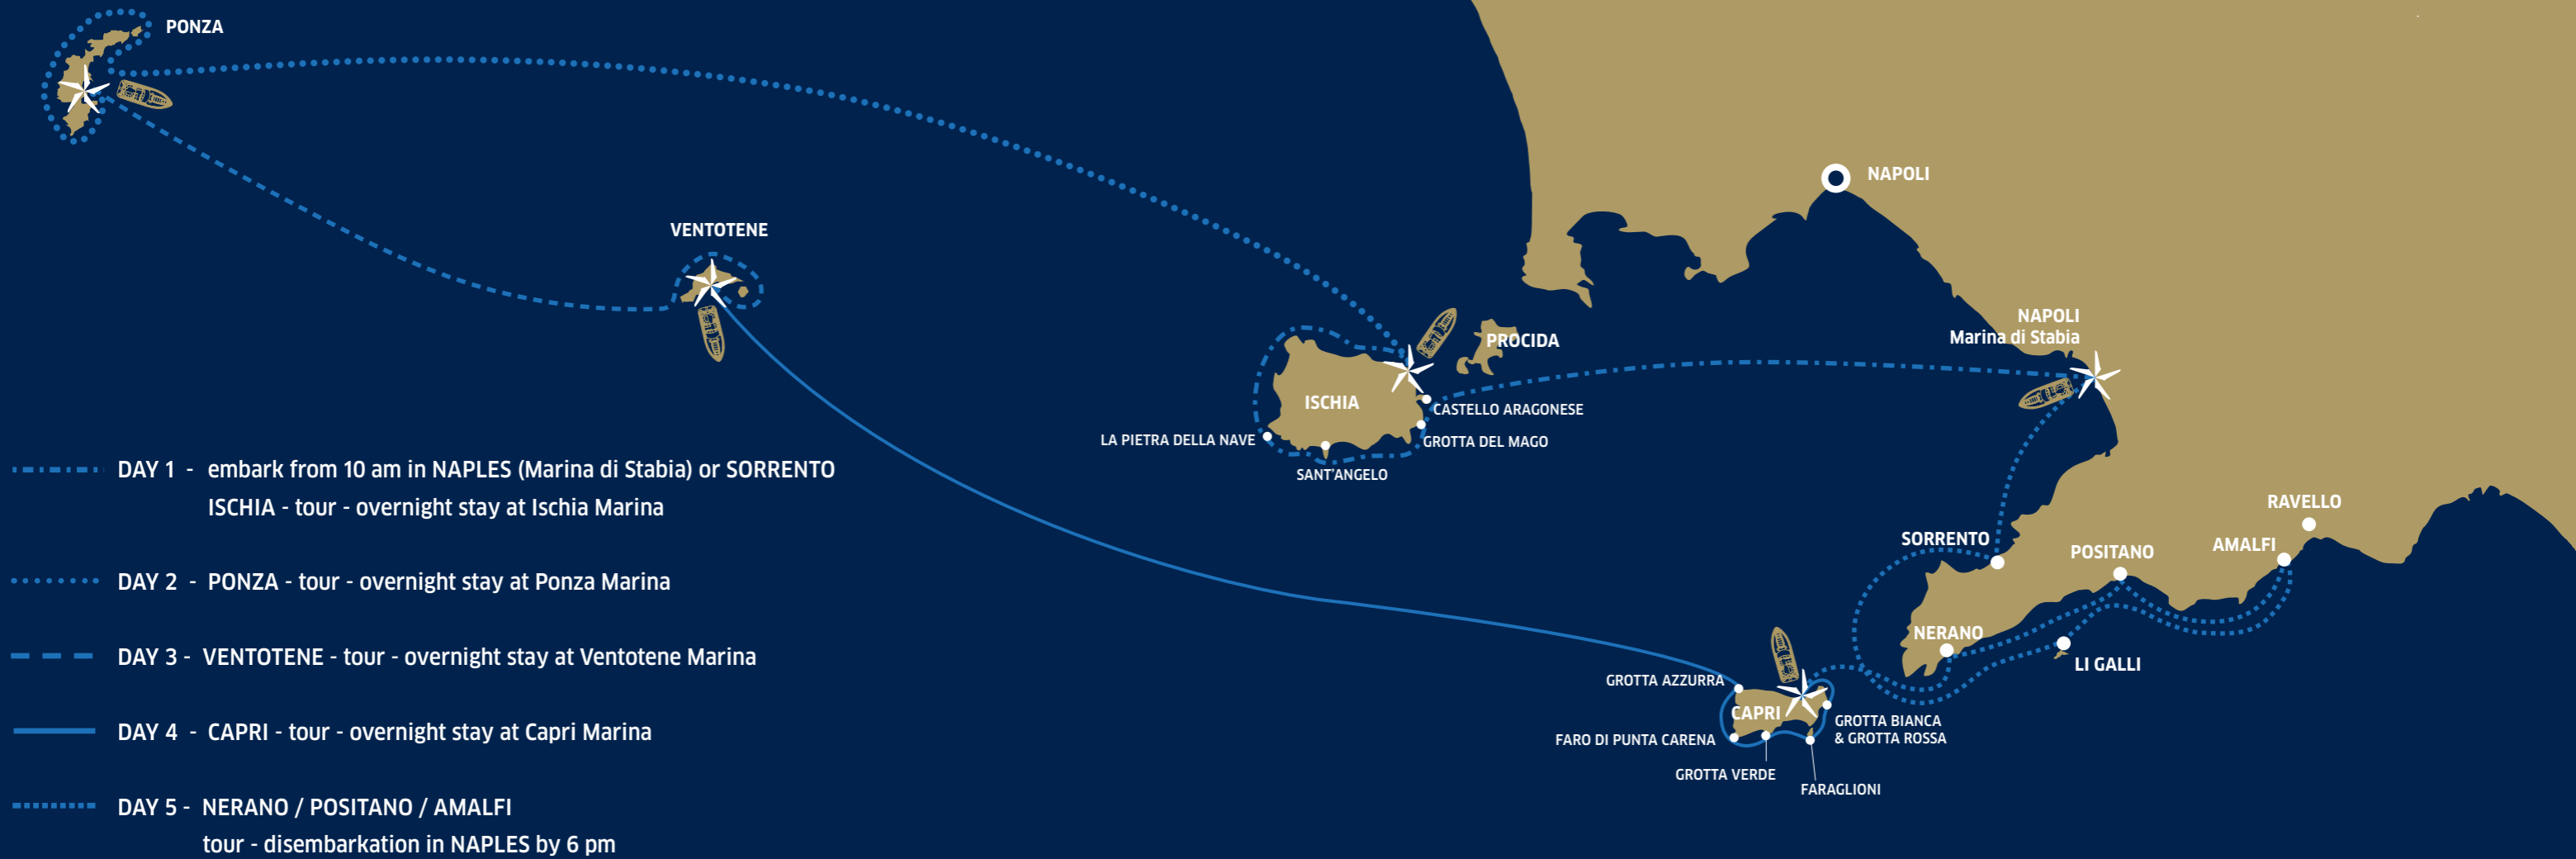 PONZA
VENTOTENE
NAPOLI
NAPOLI
Marina di Stabia
PROCIDA
ISCHIA
CASTELLO ARAGONESE
LA PIETRA DELLA NAVE
GROTTA DEL MAGO
SANT'ANGELO
RAVELLO
SORRENTO
POSITANO
AMALFI
NERANO
LI GALLI
GROTTA AZZURRA
CAPRI
GROTTA BIANCA
& GROTTA ROSSA
FARO DI PUNTA CARENA
GROTTA VERDE
FARAGLIONI
DAY 1 - embark from 10 am in NAPLES (Marina di Stabia) or SORRENTO
ISCHIA - tour - overnight stay at Ischia Marina
DAY 2 - PONZA - tour - overnight stay at Ponza Marina
DAY 3 - VENTOTENE - tour - overnight stay at Ventotene Marina
DAY 4 - CAPRI - tour - overnight stay at Capri Marina
DAY 5 - NERANO / POSITANO / AMALFI
tour - disembarkation in NAPLES by 6 pm